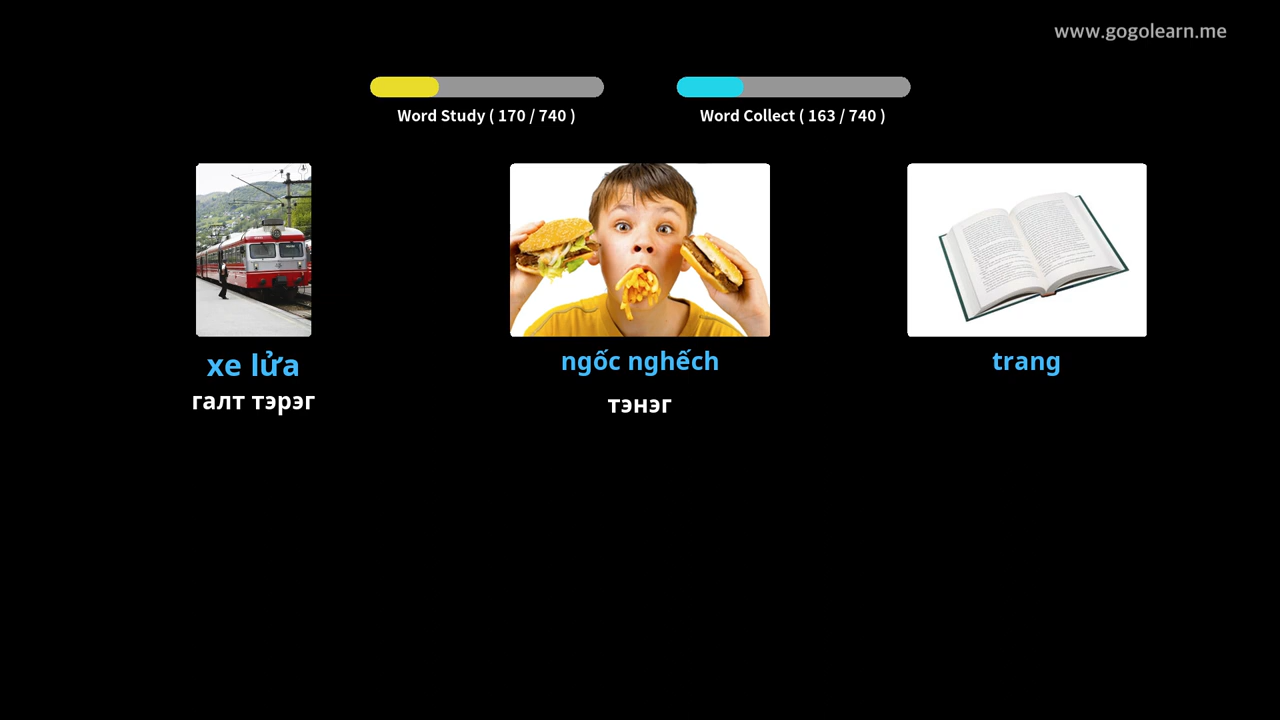 www.gogolearn.me
Word Study ( 170 / 740 )
Word Collect ( 163 / 740 )
xe lửa
галт тэрэг
ngốc nghếch
тэнэг
trang